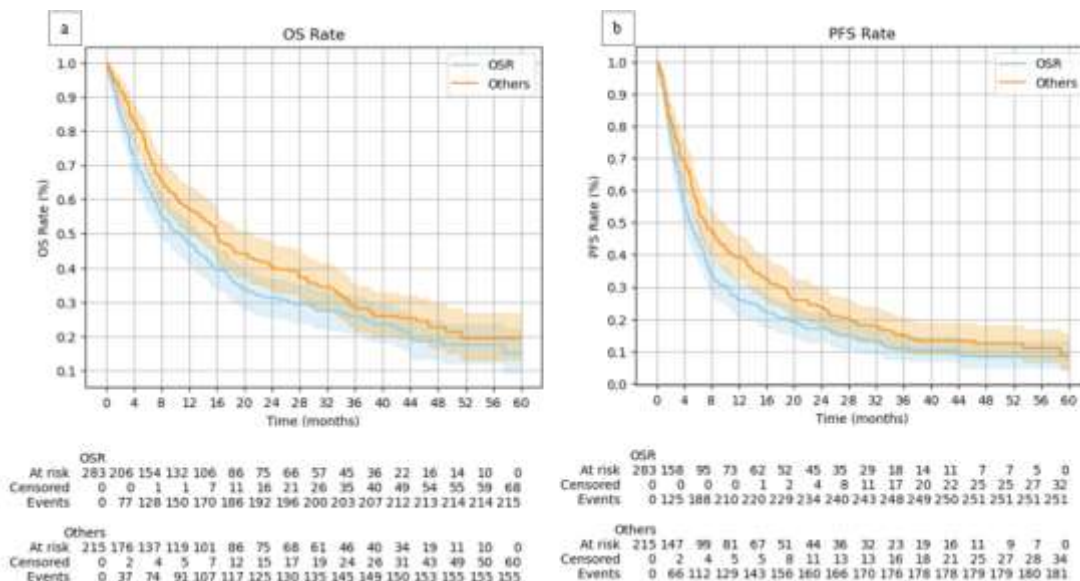 a
OS Rate
OSR
Others
OS Rate (%)
1.0
0.9
0.8
0.7
0.6
0.5
0.4
0.3
0.2
0.1
0 4 8 12 16 20 24 28 32 36 40 44 48 52 56 60
Time (months)
OSR
At risk 283 206 154 132 106 86 75 66 57 45 36 22 16 14 10 0
Censored 0 0 1 1 7 11 16 21 26 35 40 49 54 55 59 68
Events 0 77 128 150 170 186 192 196 200 203 207 212 213 214 214 215
Others
At risk 215 176 137 119 101 86 75 68 61 46 40 34 19 11 10 0
Censored 0 2 4 5 7 12 15 17 19 24 26 31 43 49 50 60
Events 0 37 74 91 107 117 125 130 135 145 149 150 153 155 155 155
b
PFS Rate
OSR
Others
PFS Rate (%)
1.0
0.9
0.8
0.7
0.6
0.5
0.4
0.3
0.2
0.1
0.0
0 4 8 12 16 20 24 28 32 36 40 44 48 52 56 60
Time (months)
OSR
At risk 283 158 95 73 62 52 45 35 29 18 14 11 7 7 5 0
Censored 0 0 0 0 1 2 4 8 11 17 20 22 25 25 27 32
Events 0 125 188 210 220 229 234 240 243 248 249 250 251 251 251 251
Others
At risk 215 147 99 81 67 51 44 36 32 23 19 16 11 9 7 0
Censored 0 2 4 5 5 8 11 13 13 16 18 21 25 27 28 34
Events 0 66 112 129 143 156 160 166 170 176 178 178 179 179 180 181